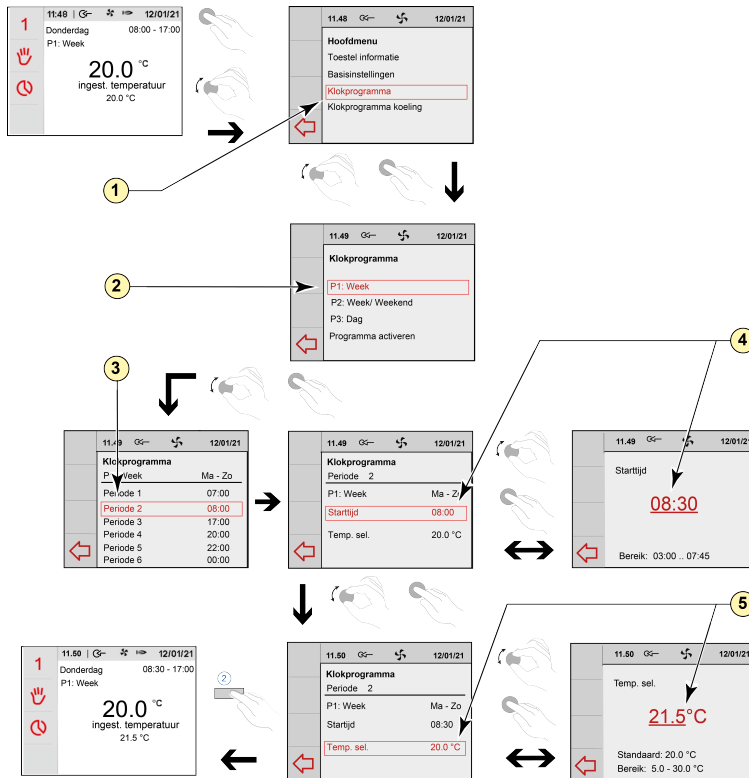 11:48 12/01/21
1
Donderdag 08:00 - 17:00
P1: Week
20.0 °C
ingest. temperatuur
20.0 °C
11.48 12/01/21
Hoofdmenu
Toestel informatie
Basisinstellingen
Klokprogramma
Klokprogramma koeling
1
11.49 12/01/21
Klokprogramma
P1: Week
P2: Week/ Weekend
P3: Dag
Programma activeren
2
3
4
11.49 12/01/21
Klokprogramma
Week Ma - Zo
Periode 1 07:00
Periode 2 08:00
Periode 3 17:00
Periode 4 20:00
Periode 5 22:00
Periode 6 00:00
11.49 12/01/21
Klokprogramma
Periode 2
P1: Week Ma - Zo
Starttijd 08:00
Temp. sel. 20.0 °C
11.49 12/01/2
Starttijd
08:30
Bereik: 03:00 .. 07:45
5
11.50 12/01/21
1
Donderdag 08:30 - 17:00
P1: Week
20.0 °C
ingest. temperatuur
21.5 °C
2
11.50 12/01/21
Klokprogramma
Periode 2
P1: Week Ma - Zo
Startijd 08:30
Temp. sel. 20.0 °C
11.50 12/01/2
Temp. sel.
21.5°C
Standaard: 20.0 °C
Bereik: 5.0 - 30.0 °C